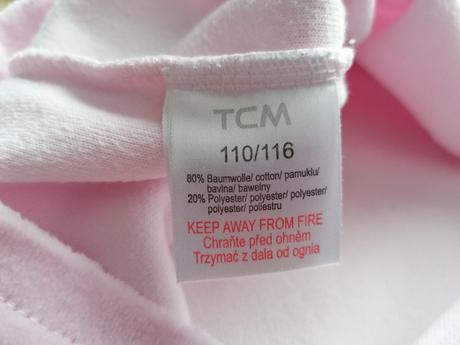 TCM
110/116
80% Baumwolle/ cotton/ pamuklu/
bavlna/ bawełny
20% Polyester/ polyester/ polyester/
polyester/ poliestru
KEEP AWAY FROM FIRE
Chraňte před ohněm
Trzymać z dala od ognia